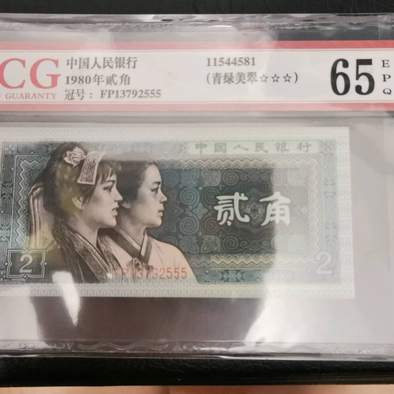 CG
GUARANTY
中国人民银行
1980年贰角
冠号：FP13792555
11544581
(青绿美翠☆☆☆)
65
E
P
Q
中国人民银行
贰角
2
FP13792555
2